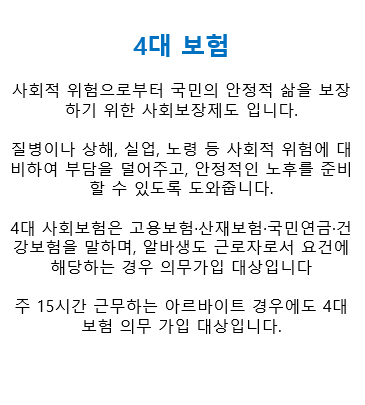 4대 보험
사회적 위험으로부터 국민의 안정적 삶을 보장
하기 위한 사회보장제도 입니다.
질병이나 상해, 실업, 노령 등 사회적 위험에 대
비하여 부담을 덜어주고, 안정적인 노후를 준비
할 수 있도록 도와줍니다.
4대 사회보험은 고용보험·산재보험·국민연금·건
강보험을 말하며, 알바생도 근로자로서 요건에
해당하는 경우 의무가입 대상입니다
주 15시간 근무하는 아르바이트 경우에도 4대
보험 의무 가입 대상입니다.